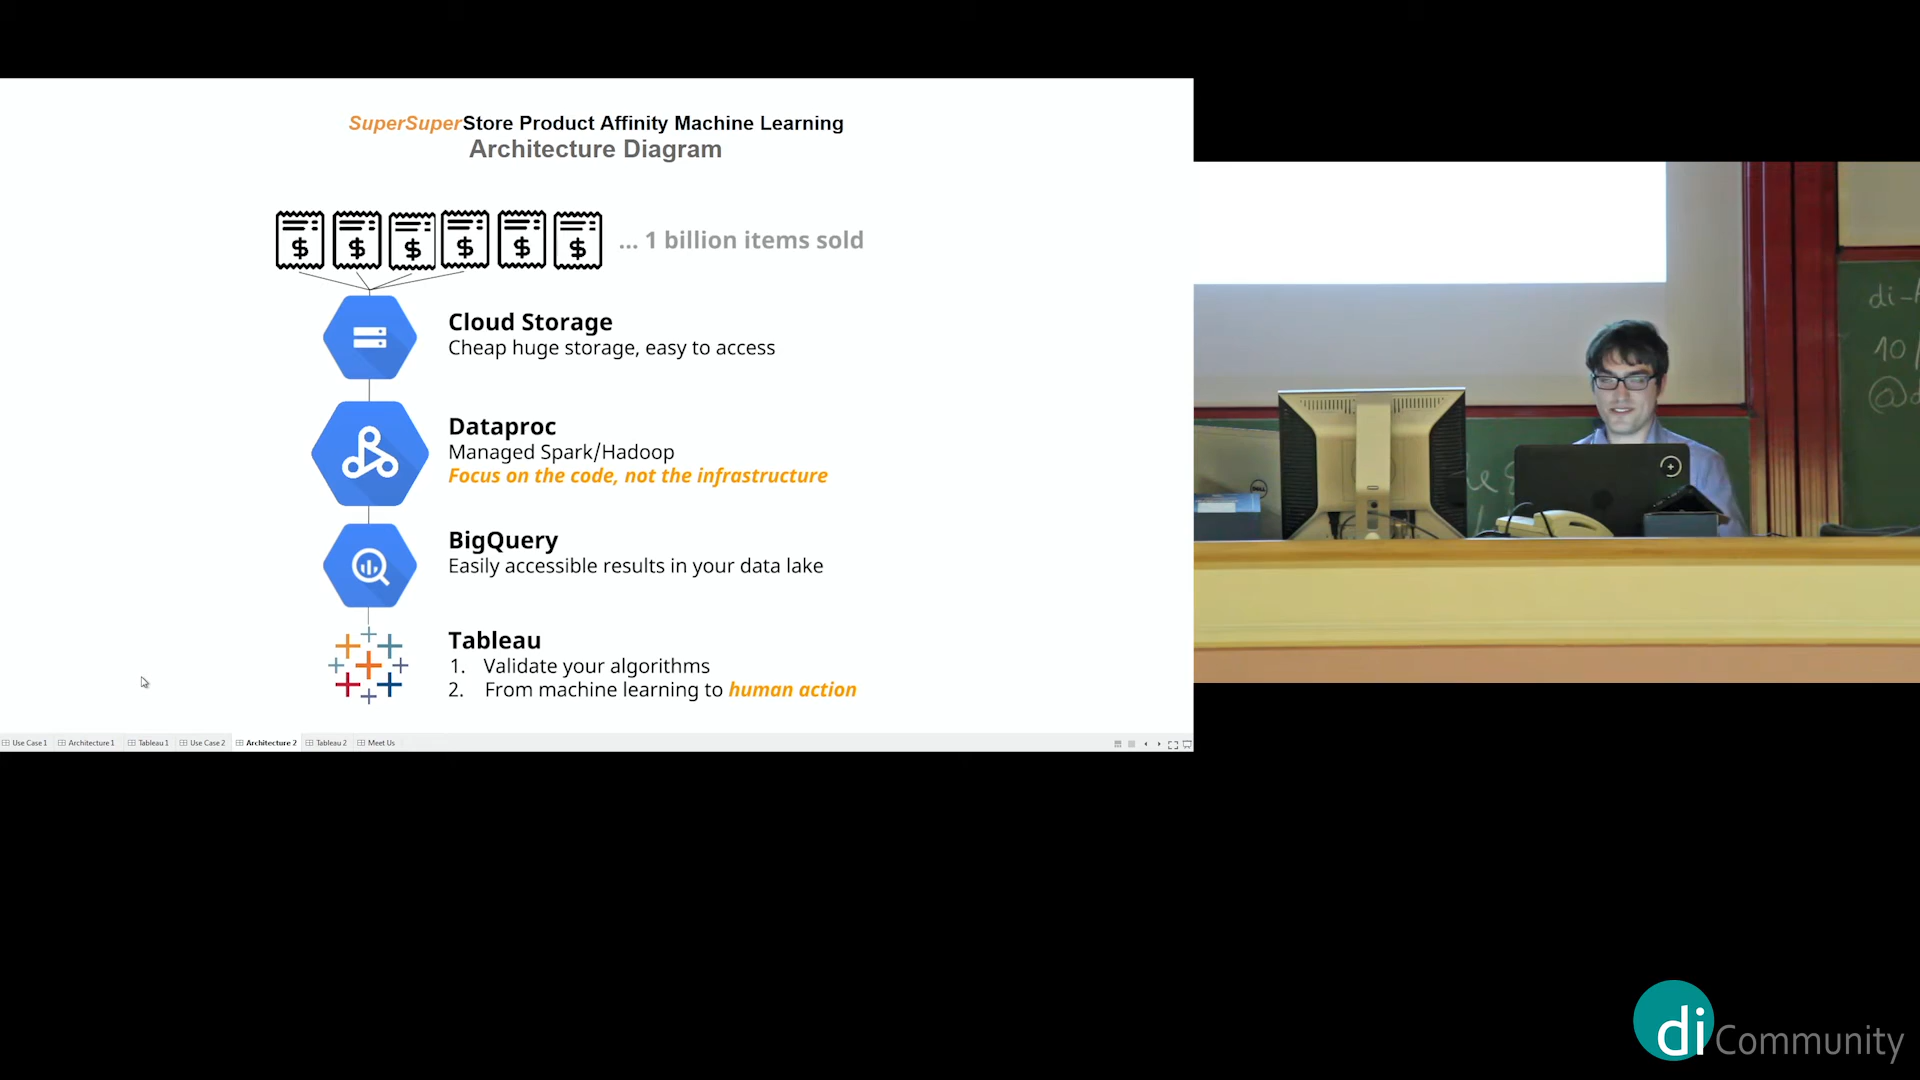 SuperSuperStore Product Affinity Machine Learning
Architecture Diagram
$ $ $ $ $ $
... 1 billion items sold
Cloud Storage
Cheap huge storage, easy to access
Dataproc
Managed Spark/Hadoop
Focus on the code, not the infrastructure
BigQuery
Easily accessible results in your data lake
Tableau
1. Validate your algorithms
2. From machine learning to human action
Use Case 1 Architecture 1 Tableau 1 Use Case 2 Architecture 2 Tableau 2 Meet Us
di-
10/
@d
DELL
di Community